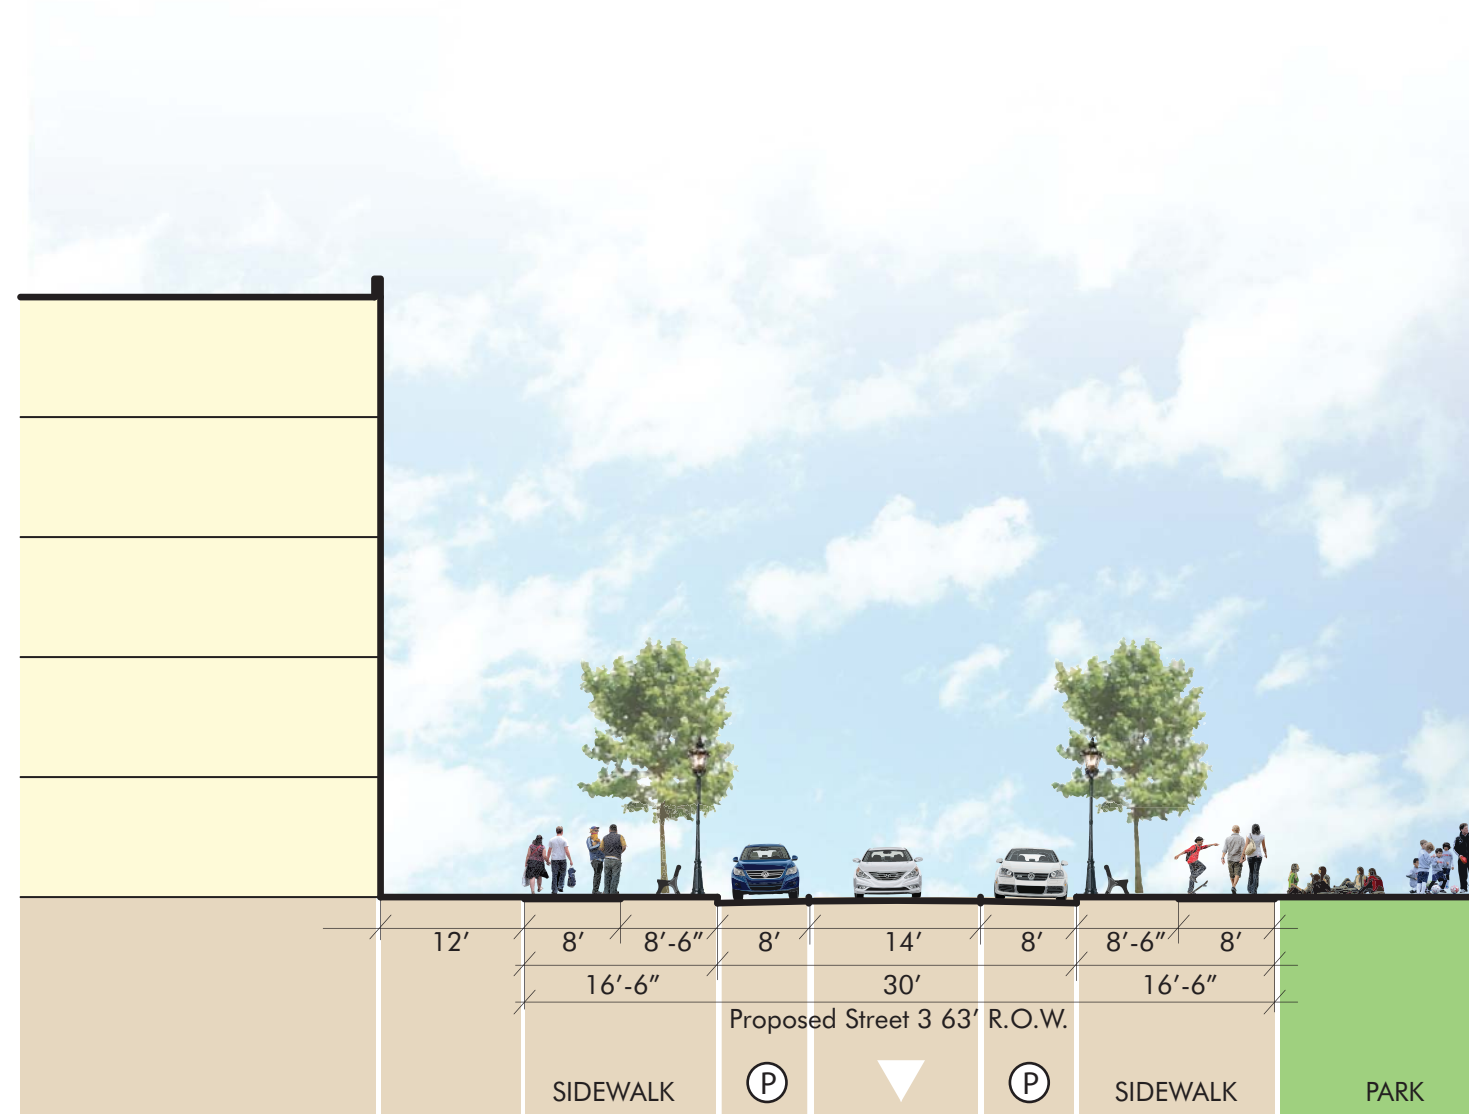 12’ 8’ 8’-6” 8’ 14’ 8’ 8’-6” 8’
16’-6” 30’ 16’-6”
Proposed Street 3 63’ R.O.W.
P P
SIDEWALK SIDEWALK PARK